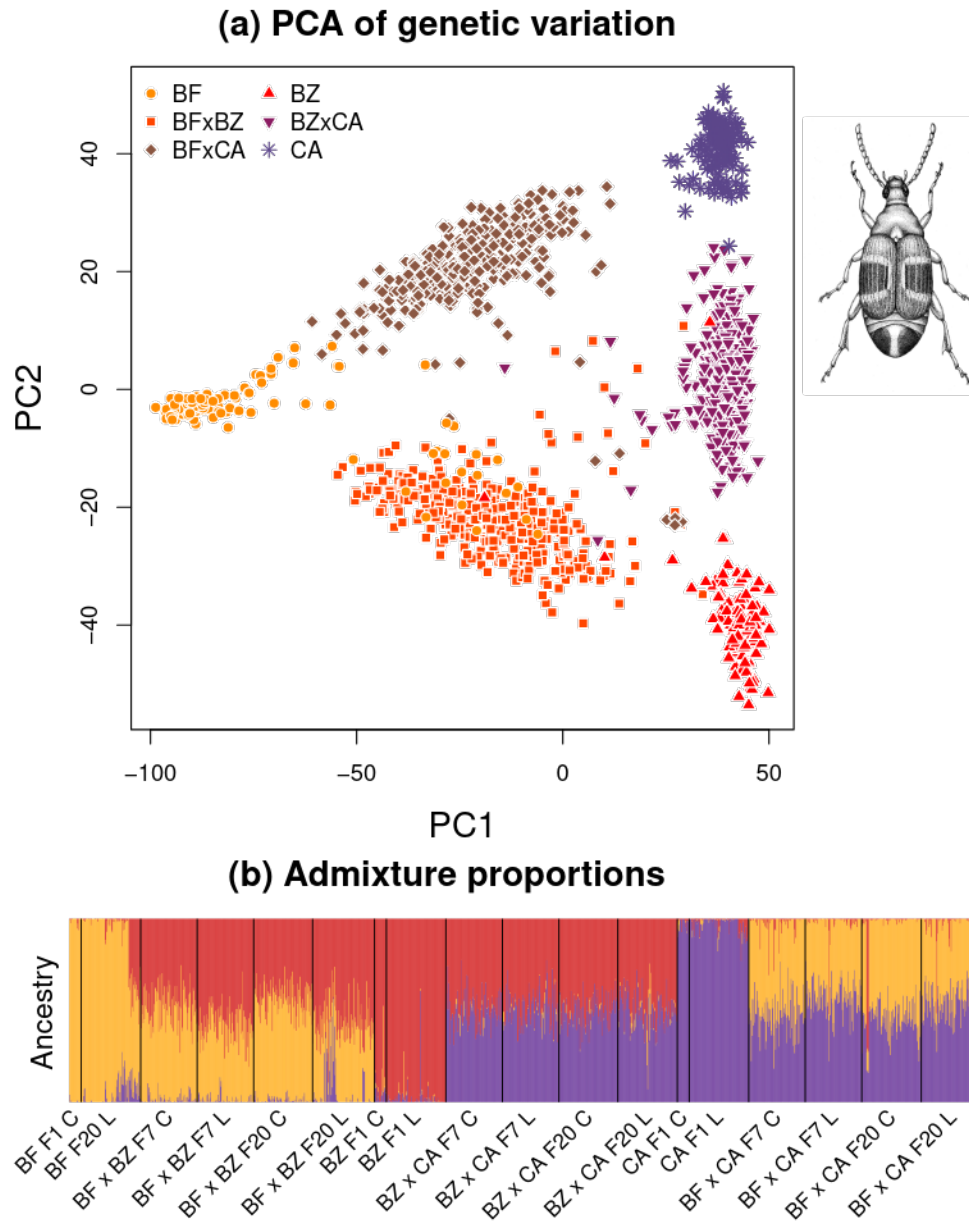 (a) PCA of genetic variation
BF
BZ
BFxBZ
BZxCA
BFxCA
CA
40
20
0
−20
−40
PC2
−100
−50
0
50
PC1
(b) Admixture proportions
Ancestry
BF F1 C
BF F20 L
BF x BZ F7 C
BF x BZ F7 L
BF x BZ F20 C
BF x BZ F20 L
BZ F1 C
BZ F1 L
BZ x CA F7 C
BZ x CA F7 L
BZ x CA F20 C
BZ x CA F20 L
CA F1 C
CA F1 L
BF x CA F7 C
BF x CA F7 L
BF x CA F20 C
BF x CA F20 L